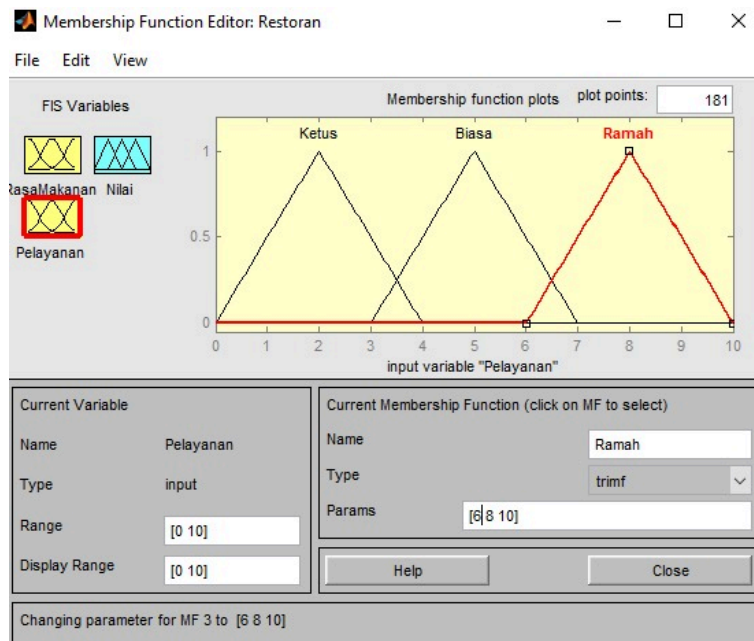 Membership Function Editor: Restoran
File Edit View
FIS Variables
Membership function plots plot points: 181
RasaMakanan Nilai
Pelayanan
Ketus Biasa Ramah
1
0.5
0
0 1 2 3 4 5 6 7 8 9 10
input variable "Pelayanan"
Current Variable
Name Pelayanan
Type input
Range [0 10]
Display Range [0 10]
Current Membership Function (click on MF to select)
Name Ramah
Type trimf
Params [6 8 10]
Help Close
Changing parameter for MF 3 to [6 8 10]